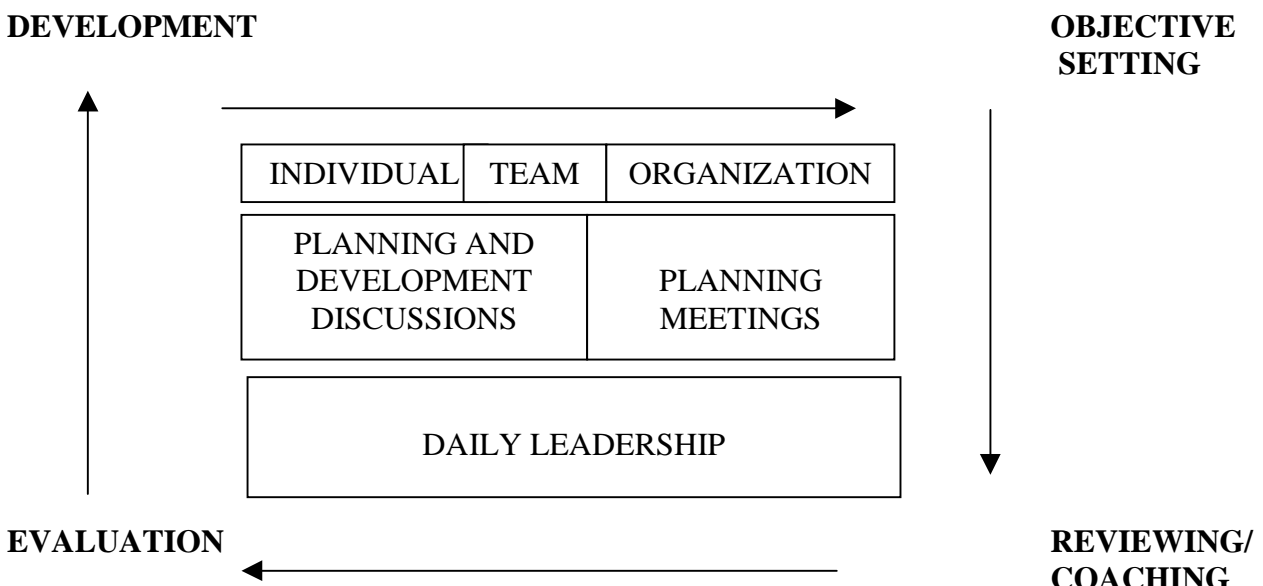 DEVELOPMENT
OBJECTIVE
SETTING
INDIVIDUAL
TEAM
ORGANIZATION
PLANNING AND
DEVELOPMENT
DISCUSSIONS
PLANNING
MEETINGS
DAILY LEADERSHIP
EVALUATION
REVIEWING/
COACHING